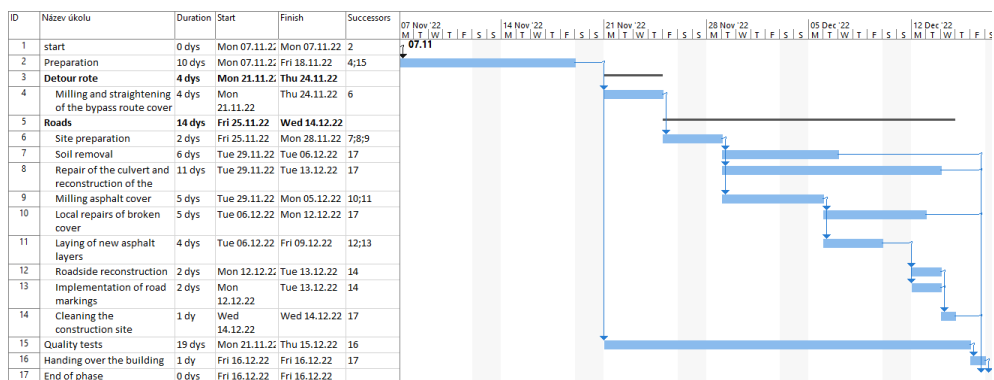 ID Název úkolu Duration Start Finish Successors
07 Nov '22 14 Nov '22 21 Nov '22 28 Nov '22 05 Dec '22 12 Dec '22
M T W T F S S M T W T F S S M T W T F S S M T W T F S S M T W T F S S M T W T F S
1 start 0 dys Mon 07.11.22 Mon 07.11.22 2
07.11
2 Preparation 10 dys Mon 07.11.22 Fri 18.11.22 4;15
3 Detour rote 4 dys Mon 21.11.22 Thu 24.11.22
4 Milling and straightening 4 dys Mon Thu 24.11.22 6
of the bypass route cover 21.11.22
5 Roads 14 dys Fri 25.11.22 Wed 14.12.22
6 Site preparation 2 dys Fri 25.11.22 Mon 28.11.22 7;8;9
7 Soil removal 6 dys Tue 29.11.22 Tue 06.12.22 17
8 Repair of the culvert and 11 dys Tue 29.11.22 Tue 13.12.22 17
reconstruction of the
9 Milling asphalt cover 5 dys Tue 29.11.22 Mon 05.12.22 10;11
10 Local repairs of broken 5 dys Tue 06.12.22 Mon 12.12.22 17
cover
11 Laying of new asphalt 4 dys Tue 06.12.22 Fri 09.12.22 12;13
layers
12 Roadside reconstruction 2 dys Mon 12.12.22 Tue 13.12.22 14
13 Implementation of road 2 dys Mon Tue 13.12.22 14
markings 12.12.22
14 Cleaning the 1 dy Wed Wed 14.12.22 17
construction site 14.12.22
15 Quality tests 19 dys Mon 21.11.22 Thu 15.12.22 16
16 Handing over the building 1 dy Fri 16.12.22 Fri 16.12.22 17
17 End of phase 0 dys Fri 16.12.22 Fri 16.12.22